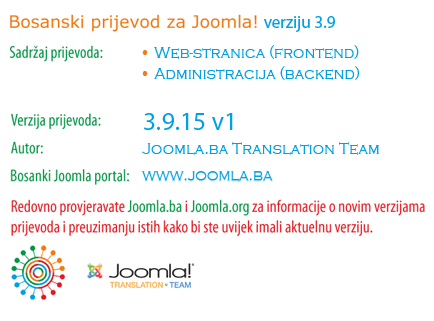 Bosanski prijevod za Joomla! verziju 3.9
Sadržaj prijevoda: • Web-stranica (frontend)
• Administracija (backend)
Verzija prijevoda: 3.9.15 v1
Autor: Joomla.ba Translation Team
Bosanki Joomla portal: www.joomla.ba
Redovno provjeravate Joomla.ba i Joomla.org za informacije o novim verzijama
prijevoda i preuzimanju istih kako bi ste uvijek imali aktuelnu verziju.
Joomla!
TRANSLATION • TEAM